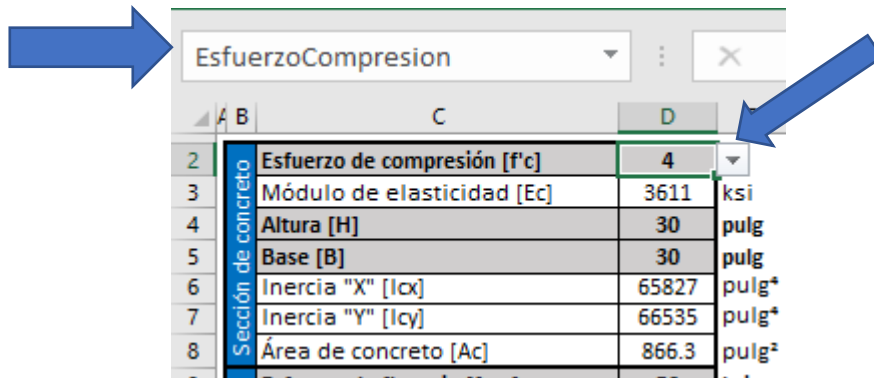 EsfuerzoCompresion
A B C D
2 Esfuerzo de compresión [f'c] 4
3 Módulo de elasticidad [Ec] 3611 ksi
4 Altura [H] 30 pulg
5 Base [B] 30 pulg
6 Inercia "X" [Icx] 65827 pulg⁴
7 Inercia "Y" [Icy] 66535 pulg⁴
8 Área de concreto [Ac] 866.3 pulg²
Sección de concreto